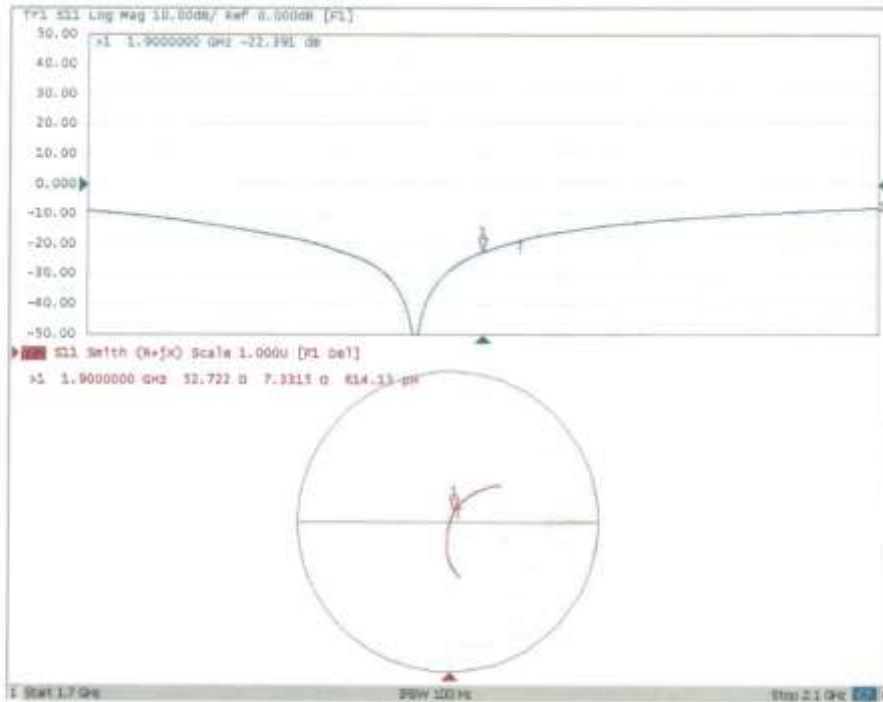 Tr1 S11 Log Mag 10.00dB/ Ref 0.000dB [F1]
50.00
>1 1.9000000 GHz -22.391 dB
40.00
30.00
20.00
10.00
0.000
-10.00
1
-20.00
-30.00
-40.00
-50.00
S11 Smith (R+jX) Scale 1.000U [F1 Del]
>1 1.9000000 GHz 52.722 Ω 7.3315 Ω 614.13 pH
1
1 Start 1.7 GHz IFBW 100 Hz Stop 2.1 GHz